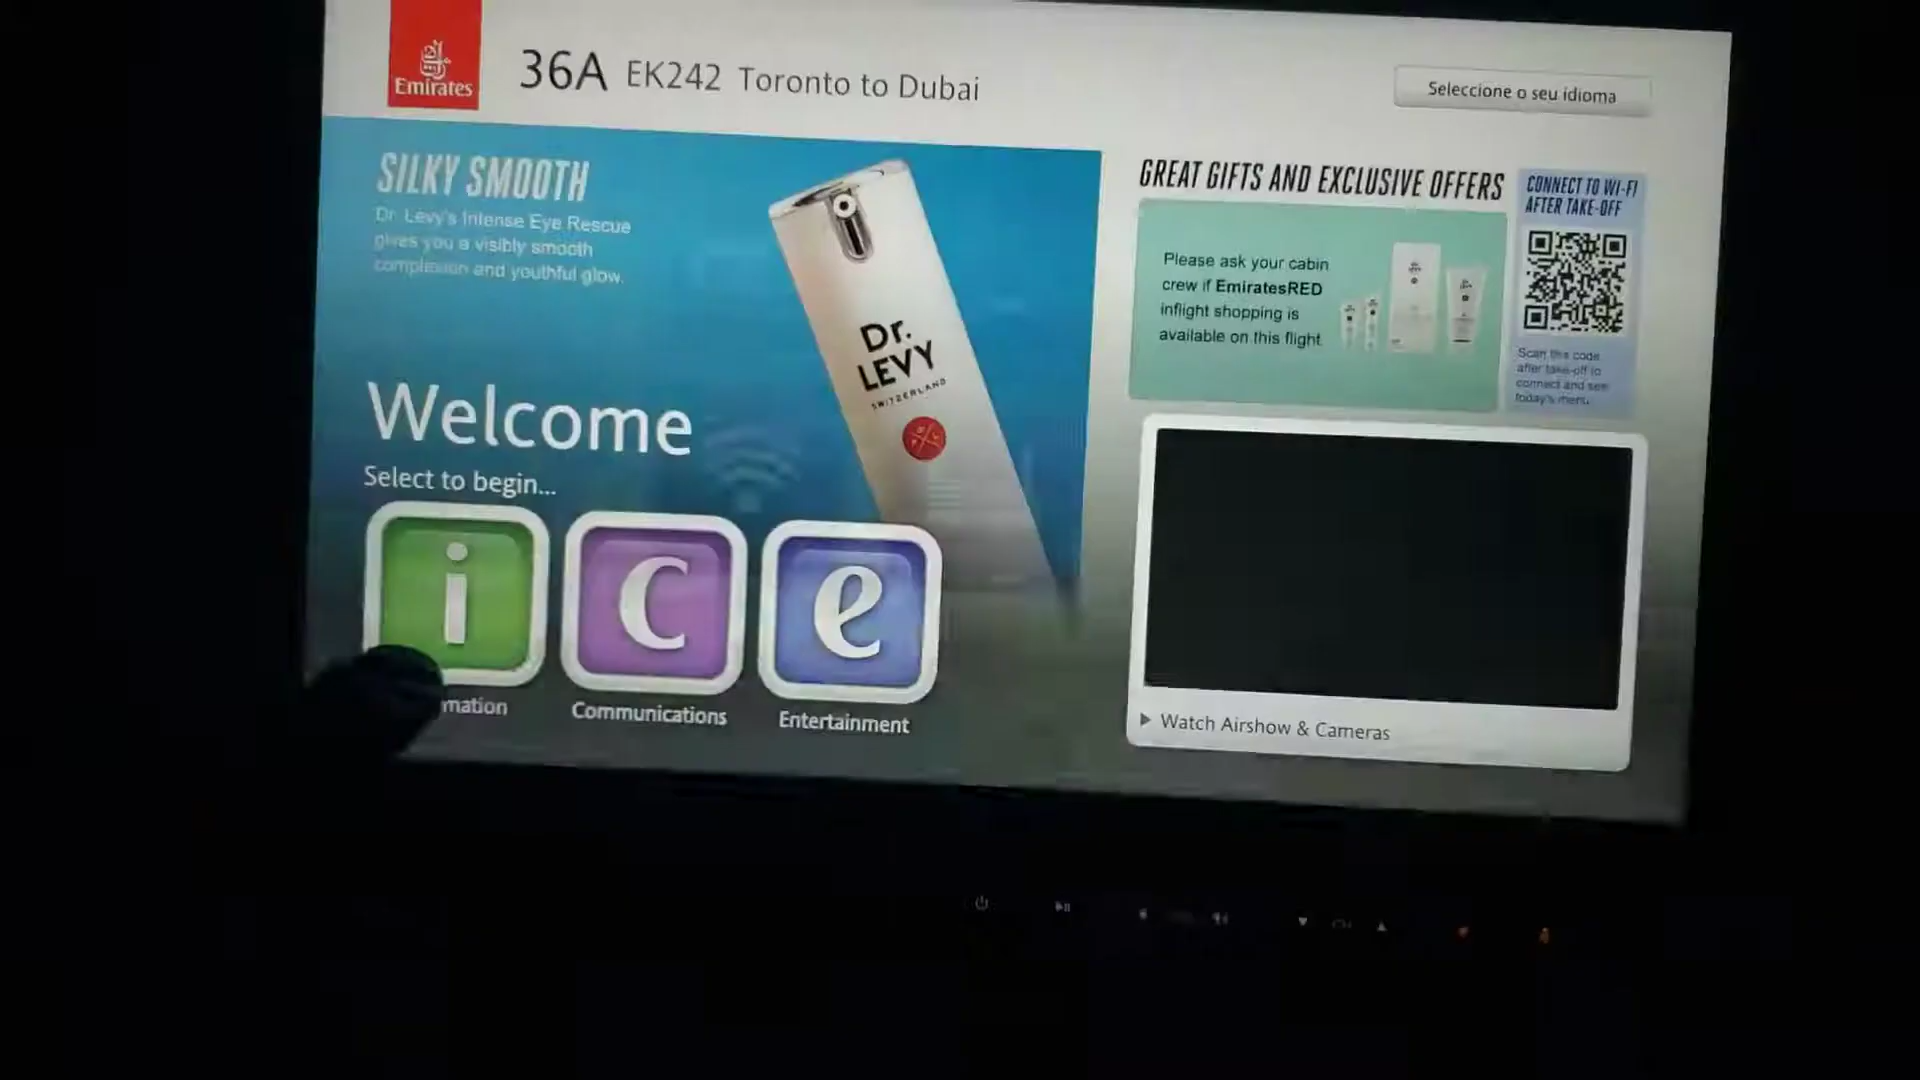 Emirates
36A EK242 Toronto to Dubai
Seleccione o seu idioma
SILKY SMOOTH
Dr. Levy's Intense Eye Rescue
gives you a visibly smooth
complexion and youthful glow.
Dr.
LEVY
SWITZERLAND
GREAT GIFTS AND EXCLUSIVE OFFERS
Please ask your cabin
crew if EmiratesRED
inflight shopping is
available on this flight
CONNECT TO WI-FI
AFTER TAKE-OFF
Scan this code
after take-off to
connect and see
today's menu
Welcome
Select to begin...
i
c
e
mation
Communications
Entertainment
Watch Airshow & Cameras